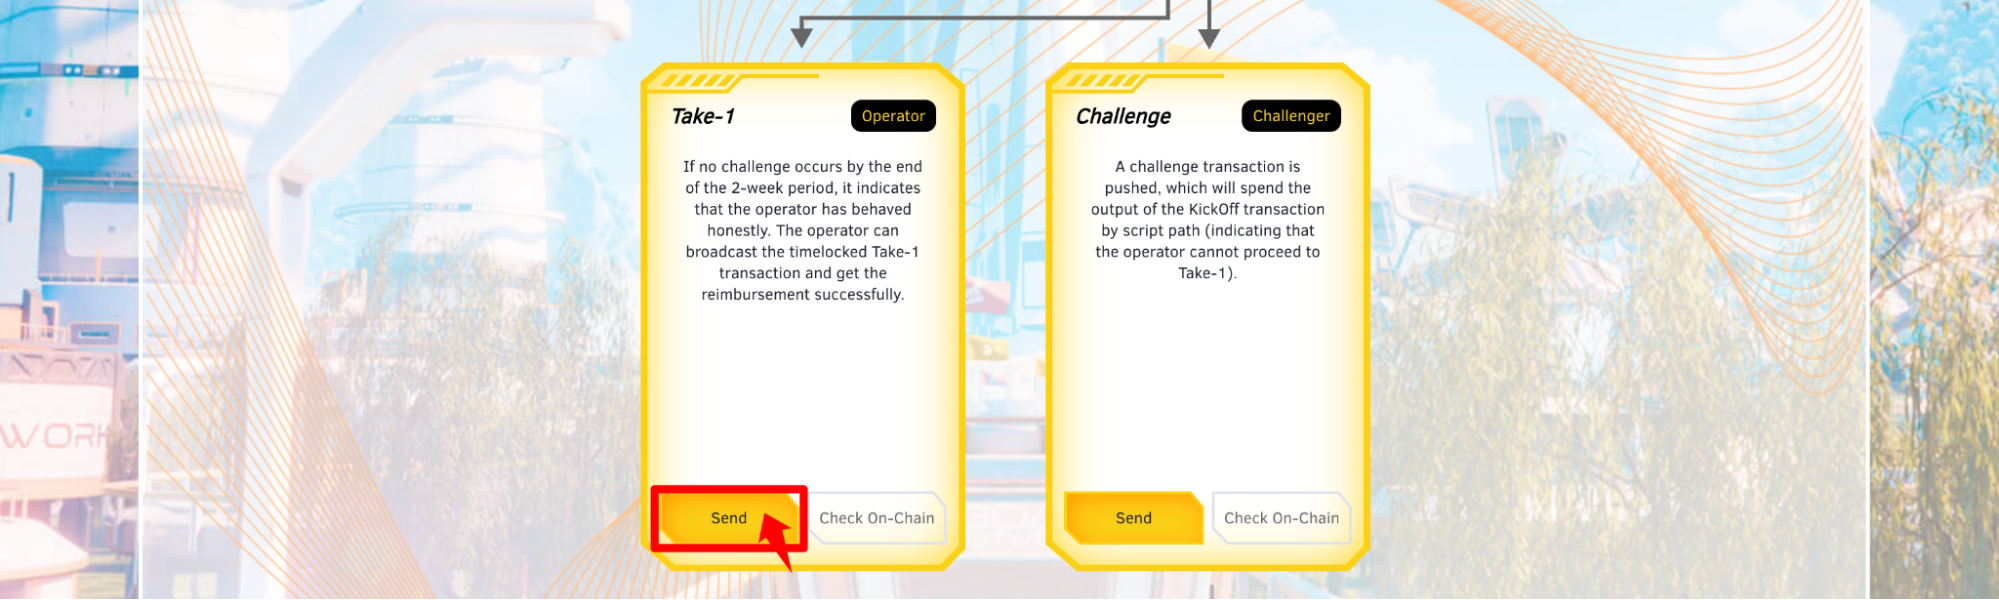 Take-1
Operator
If no challenge occurs by the end
of the 2-week period, it indicates
that the operator has behaved
honestly. The operator can
broadcast the timelocked Take-1
transaction and get the
reimbursement successfully.
Send
Check On-Chain
Challenge
Challenger
A challenge transaction is
pushed, which will spend the
output of the KickOff transaction
by script path (indicating that
the operator cannot proceed to
Take-1).
Send
Check On-Chain
WORK